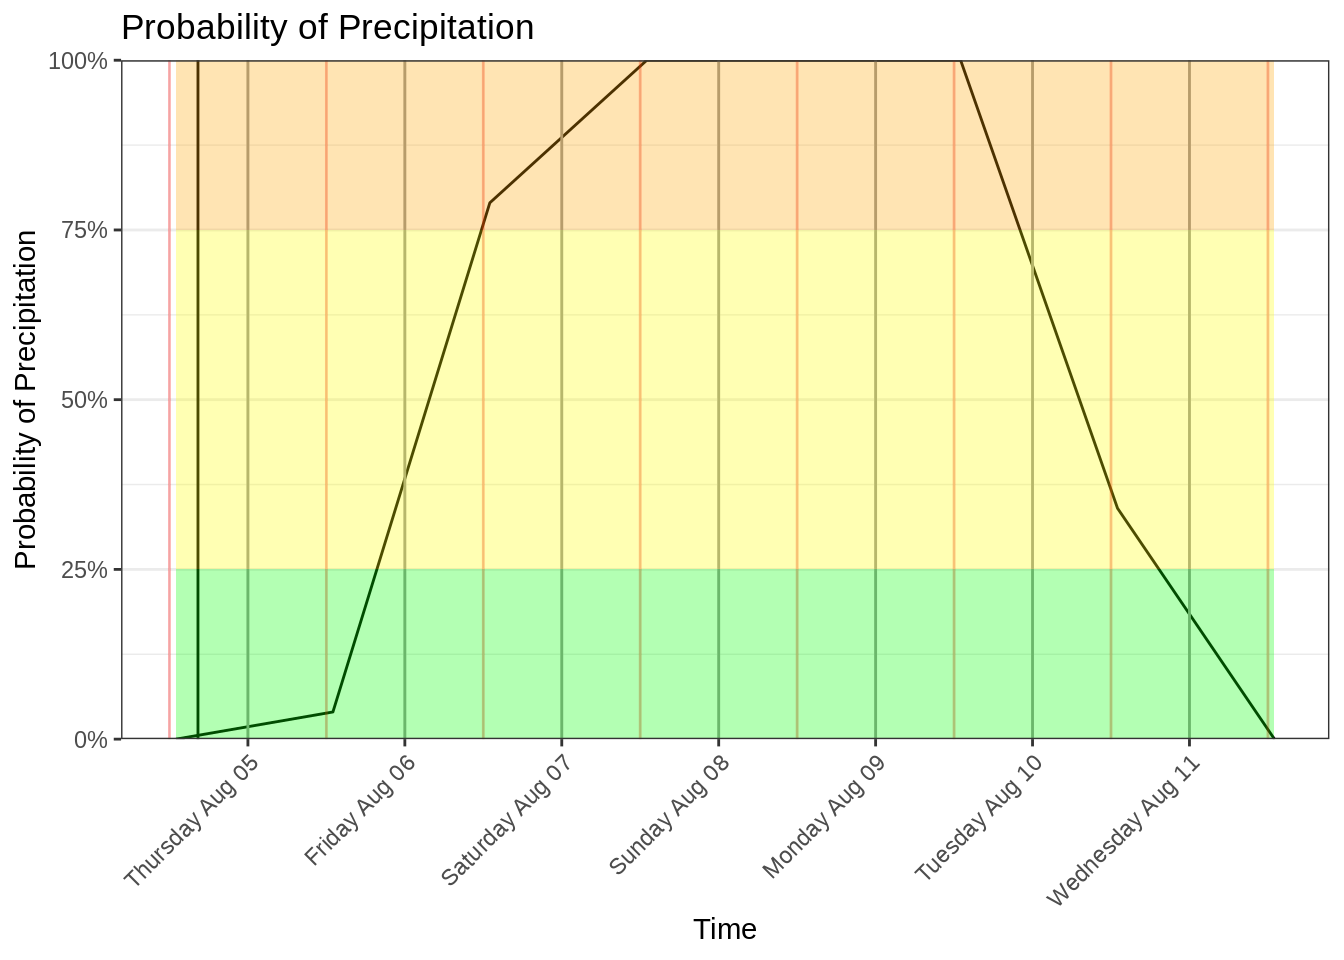 Probability of Precipitation
Probability of Precipitation
100%
75%
50%
25%
0%
Thursday Aug 05
Friday Aug 06
Saturday Aug 07
Sunday Aug 08
Monday Aug 09
Tuesday Aug 10
Wednesday Aug 11
Time